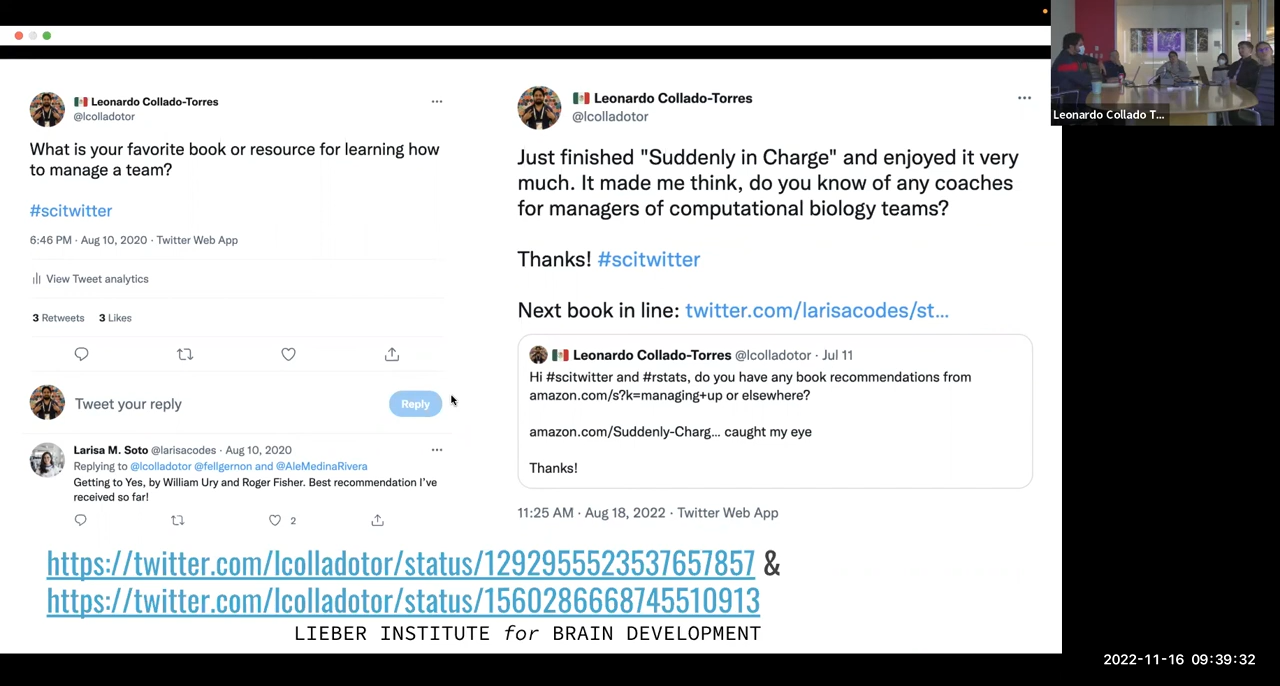 Leonardo Collado-Torres
@lcolladotor
What is your favorite book or resource for learning how
to manage a team?
#scitwitter
6:46 PM · Aug 10, 2020 · Twitter Web App
View Tweet analytics
3 Retweets 3 Likes
Tweet your reply
Reply
Larisa M. Soto @larisacodes · Aug 10, 2020
Replying to @lcolladotor @fellgernon and @AleMedinaRivera
Getting to Yes, by William Ury and Roger Fisher. Best recommendation I've
received so far!
2
Leonardo Collado-Torres
@lcolladotor
Just finished "Suddenly in Charge" and enjoyed it very
much. It made me think, do you know of any coaches
for managers of computational biology teams?
Thanks! #scitwitter
Next book in line: twitter.com/larisacodes/st...
Leonardo Collado-Torres @lcolladotor · Jul 11
Hi #scitwitter and #rstats, do you have any book recommendations from
amazon.com/s?k=managing+up or elsewhere?
amazon.com/Suddenly-Charg... caught my eye
Thanks!
11:25 AM · Aug 18, 2022 · Twitter Web App
https://twitter.com/lcolladotor/status/1292955523537657857 &
https://twitter.com/lcolladotor/status/1560286668745510913
LIEBER INSTITUTE for BRAIN DEVELOPMENT
Leonardo Collado T...
2022-11-16 09:39:32